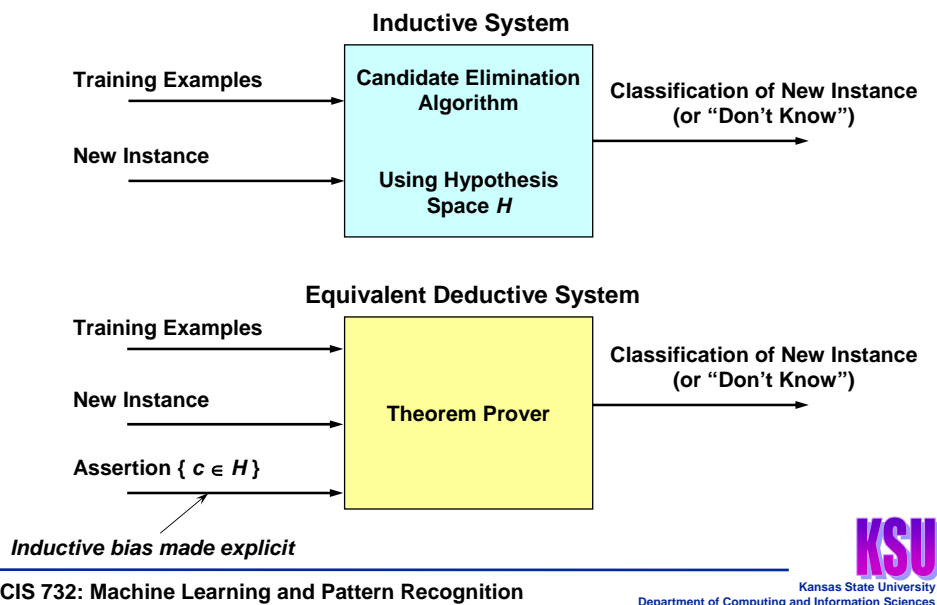 Inductive System
Training Examples
New Instance
Candidate Elimination
Algorithm
Using Hypothesis
Space H
Classification of New Instance
(or “Don’t Know”)
Equivalent Deductive System
Training Examples
New Instance
Assertion { c ∈ H }
Theorem Prover
Classification of New Instance
(or “Don’t Know”)
Inductive bias made explicit
KSU
CIS 732: Machine Learning and Pattern Recognition
Kansas State University
Department of Computing and Information Sciences